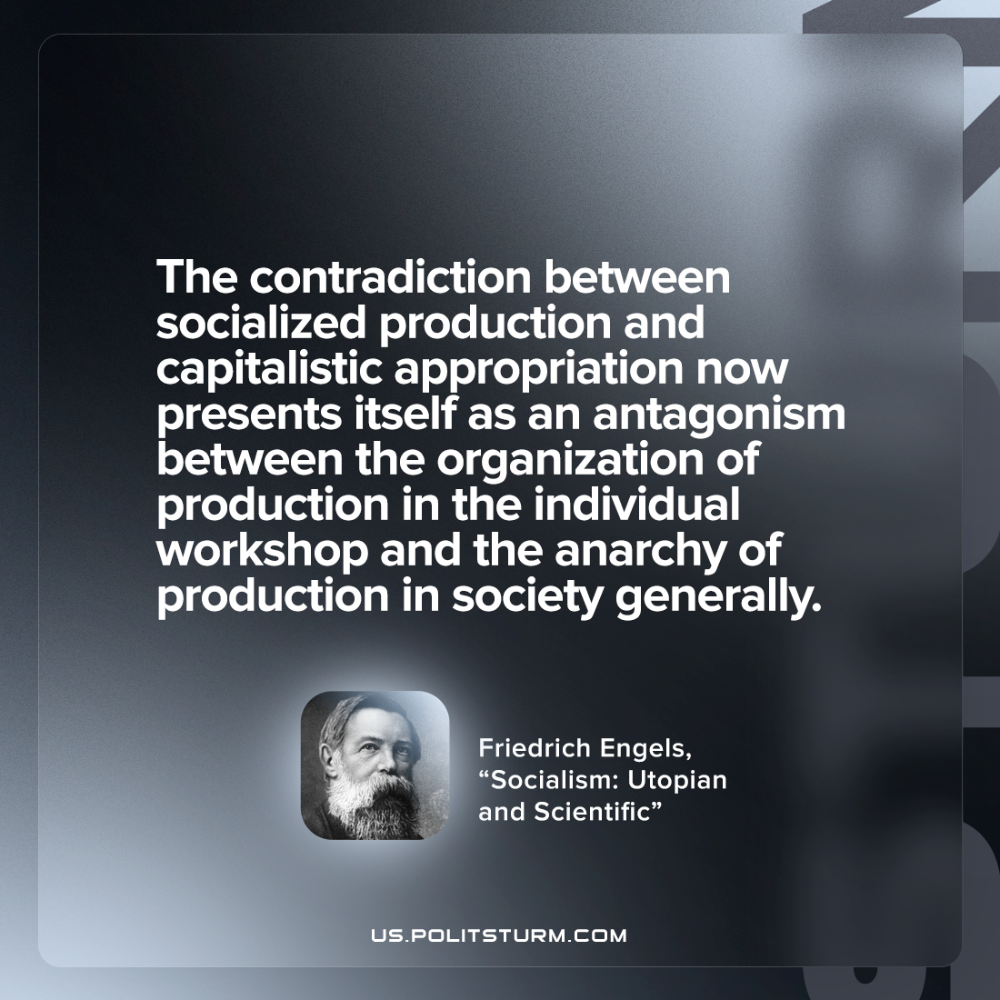 The contradiction between
socialized production and
capitalistic appropriation now
presents itself as an antagonism
between the organization of
production in the individual
workshop and the anarchy of
production in society generally.
Friedrich Engels,
“Socialism: Utopian
and Scientific”
US.POLITSTURM.COM